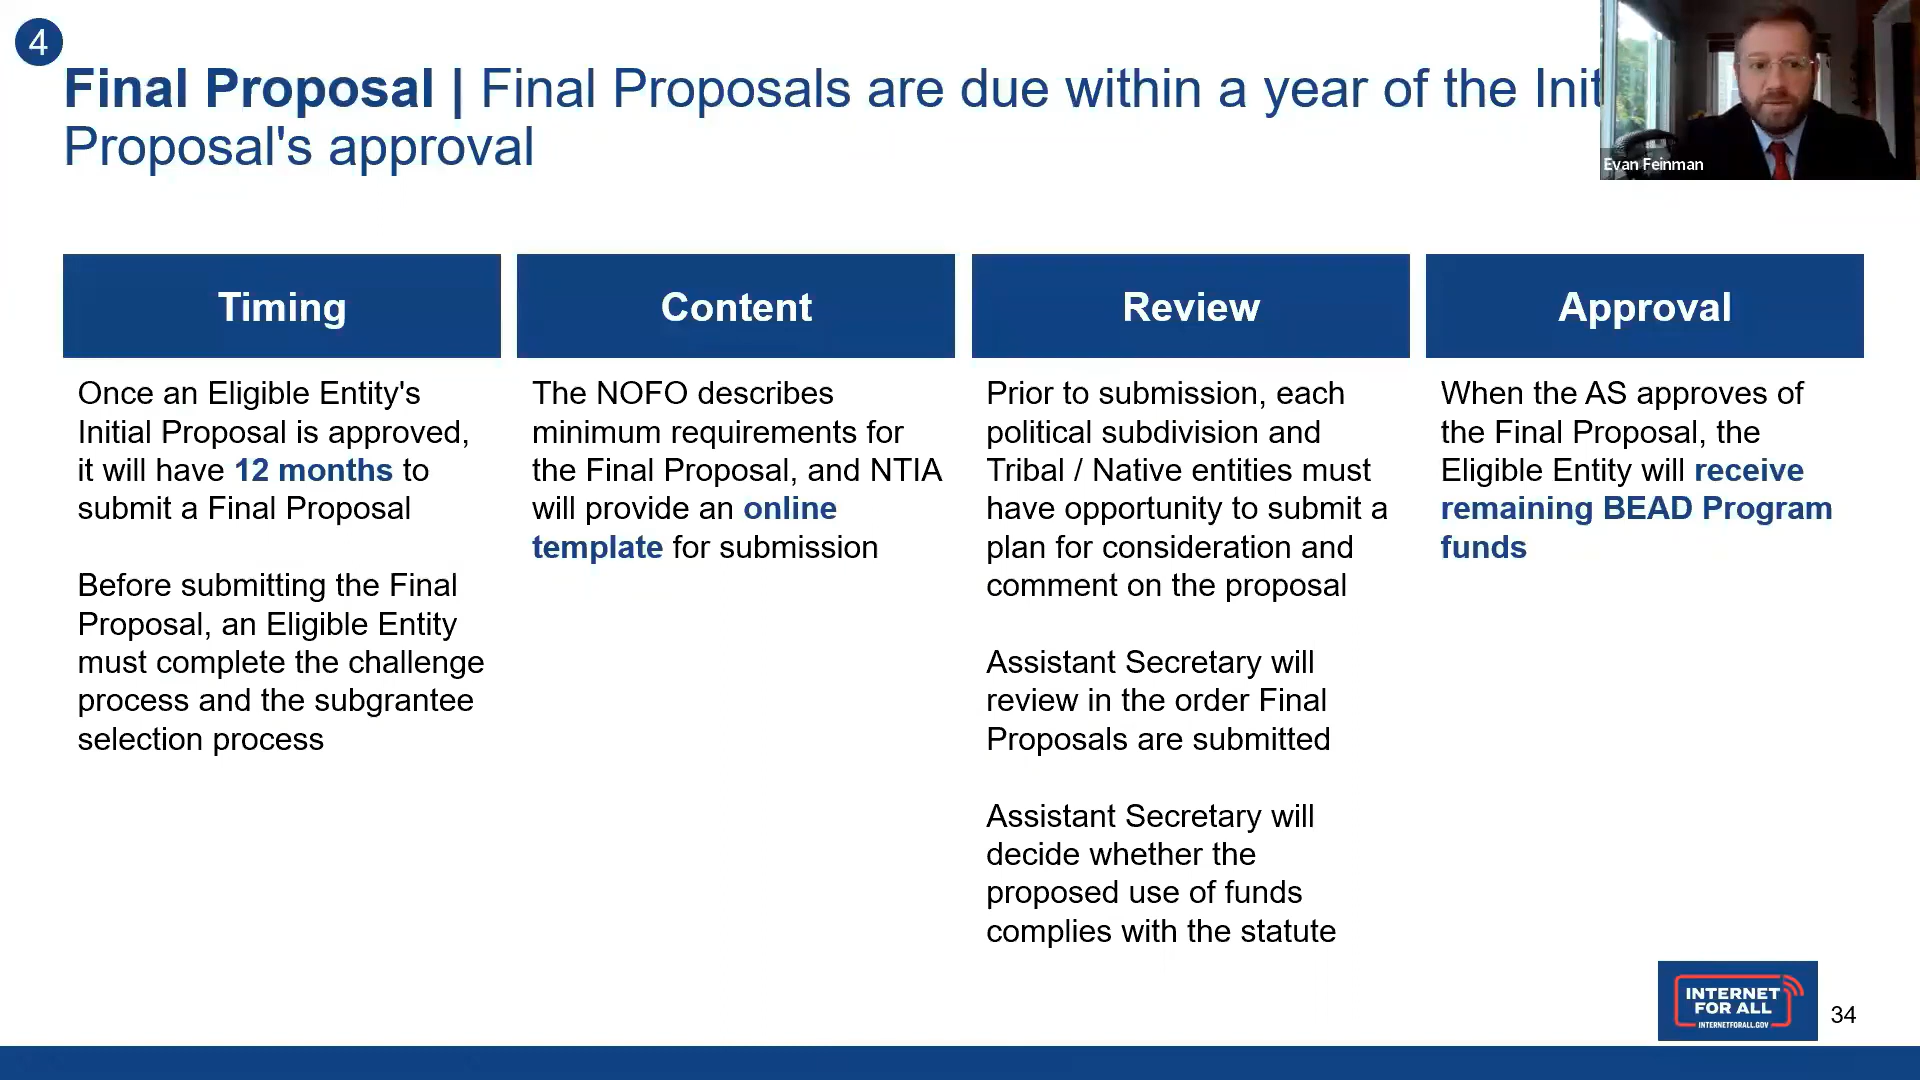 4
Final Proposal | Final Proposals are due within a year of the Init
Proposal's approval
Evan Feinman
Timing
Once an Eligible Entity's
Initial Proposal is approved,
it will have 12 months to
submit a Final Proposal
Before submitting the Final
Proposal, an Eligible Entity
must complete the challenge
process and the subgrantee
selection process
Content
The NOFO describes
minimum requirements for
the Final Proposal, and NTIA
will provide an online
template for submission
Review
Prior to submission, each
political subdivision and
Tribal / Native entities must
have opportunity to submit a
plan for consideration and
comment on the proposal
Assistant Secretary will
review in the order Final
Proposals are submitted
Assistant Secretary will
decide whether the
proposed use of funds
complies with the statute
Approval
When the AS approves of
the Final Proposal, the
Eligible Entity will receive
remaining BEAD Program
funds
INTERNET
FOR ALL
INTERNETFORALL.GOV
34